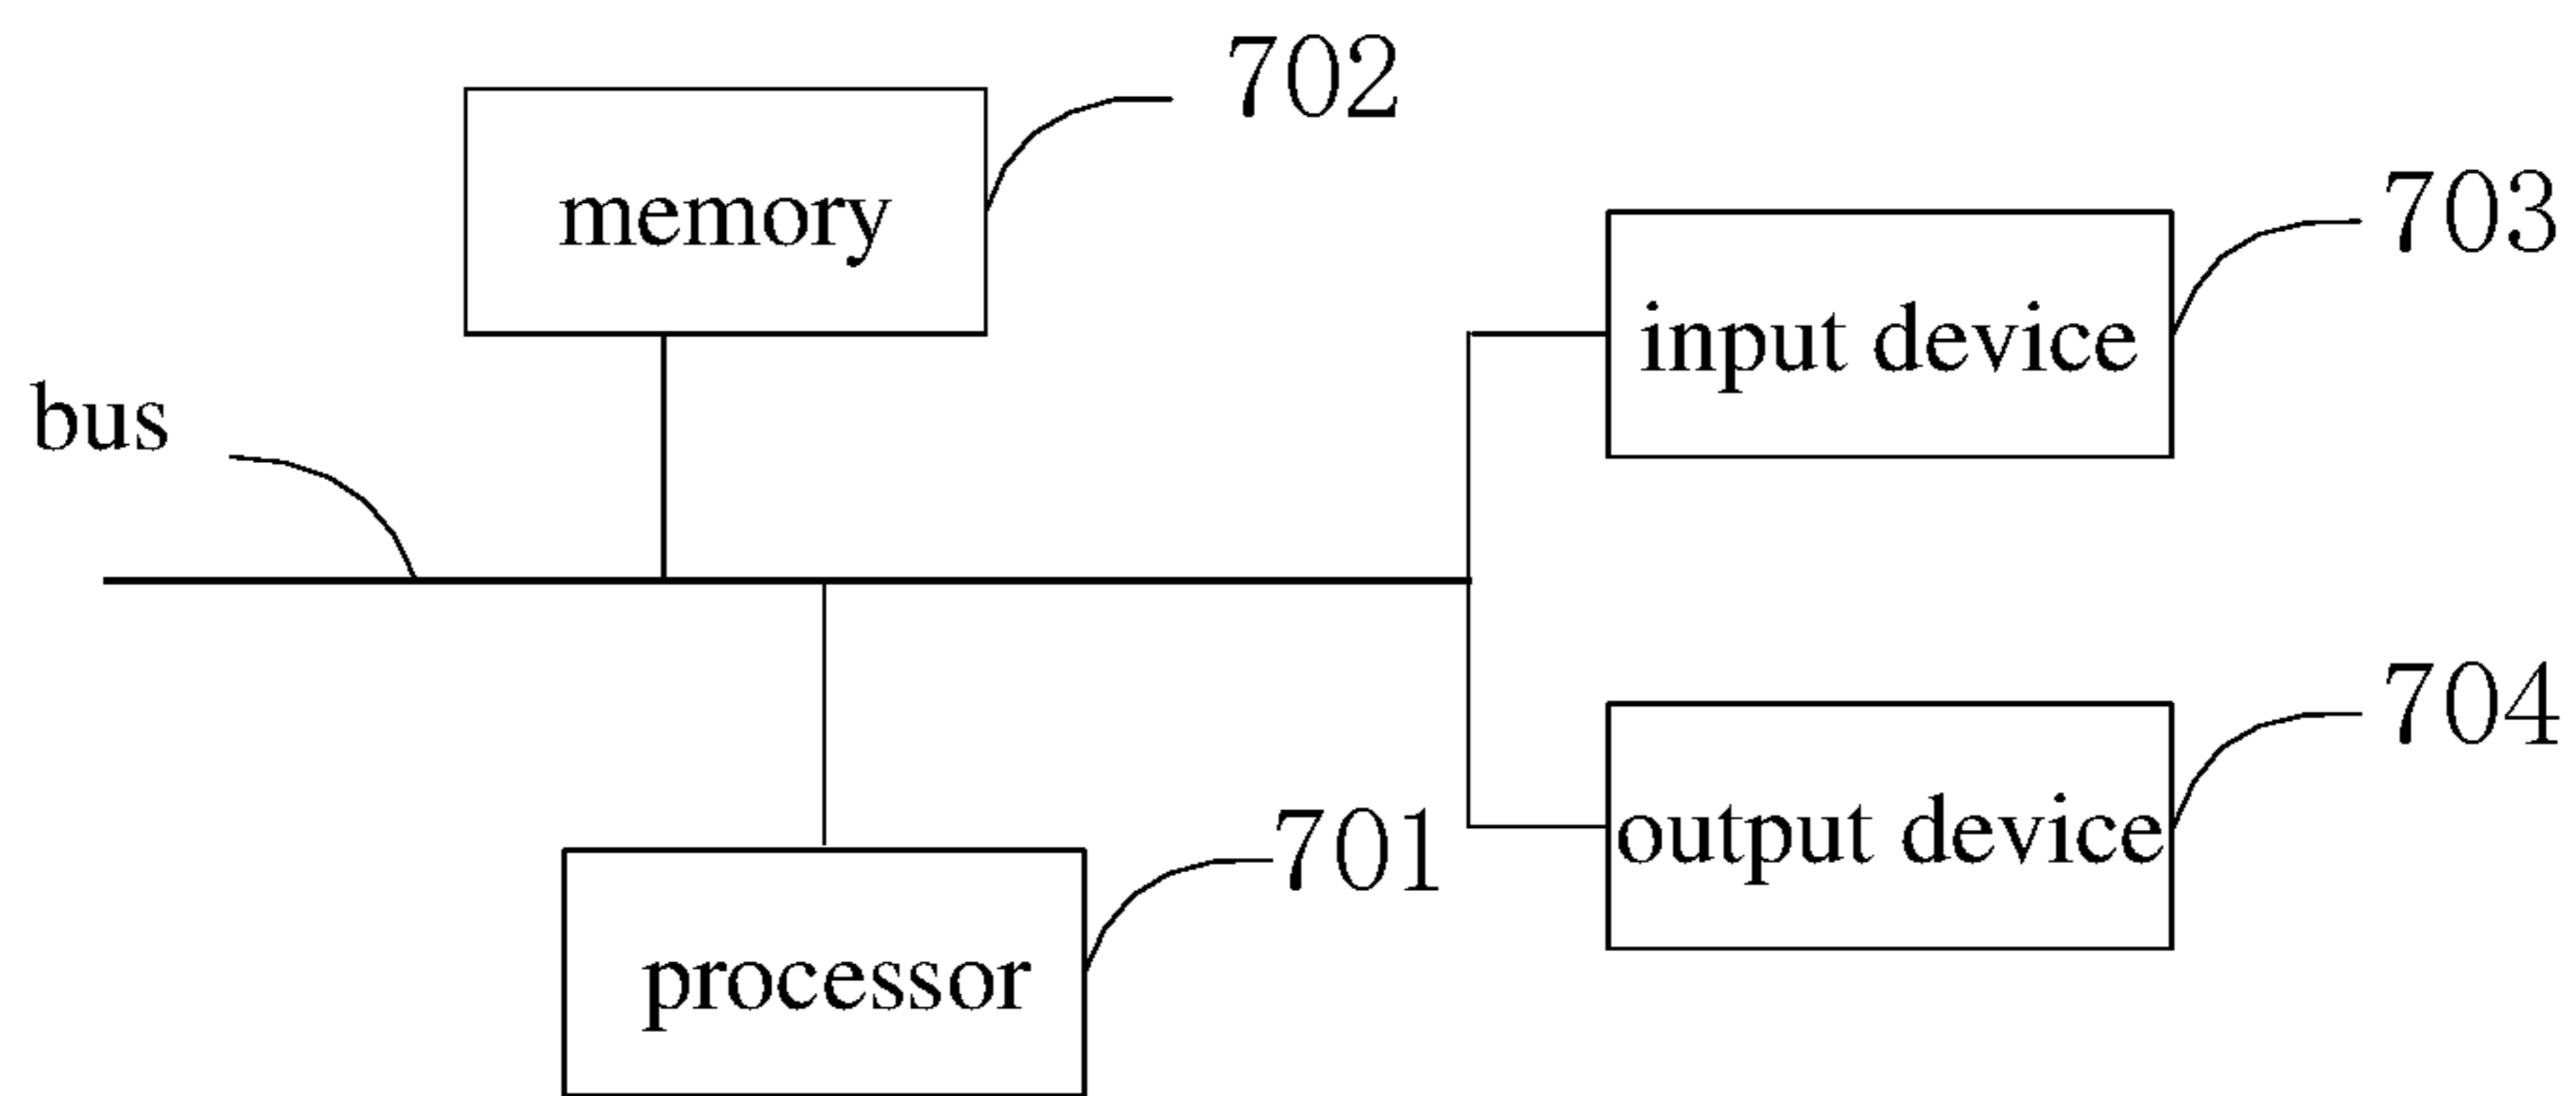 702
memory
703
input device
bus
704
output device
701
processor